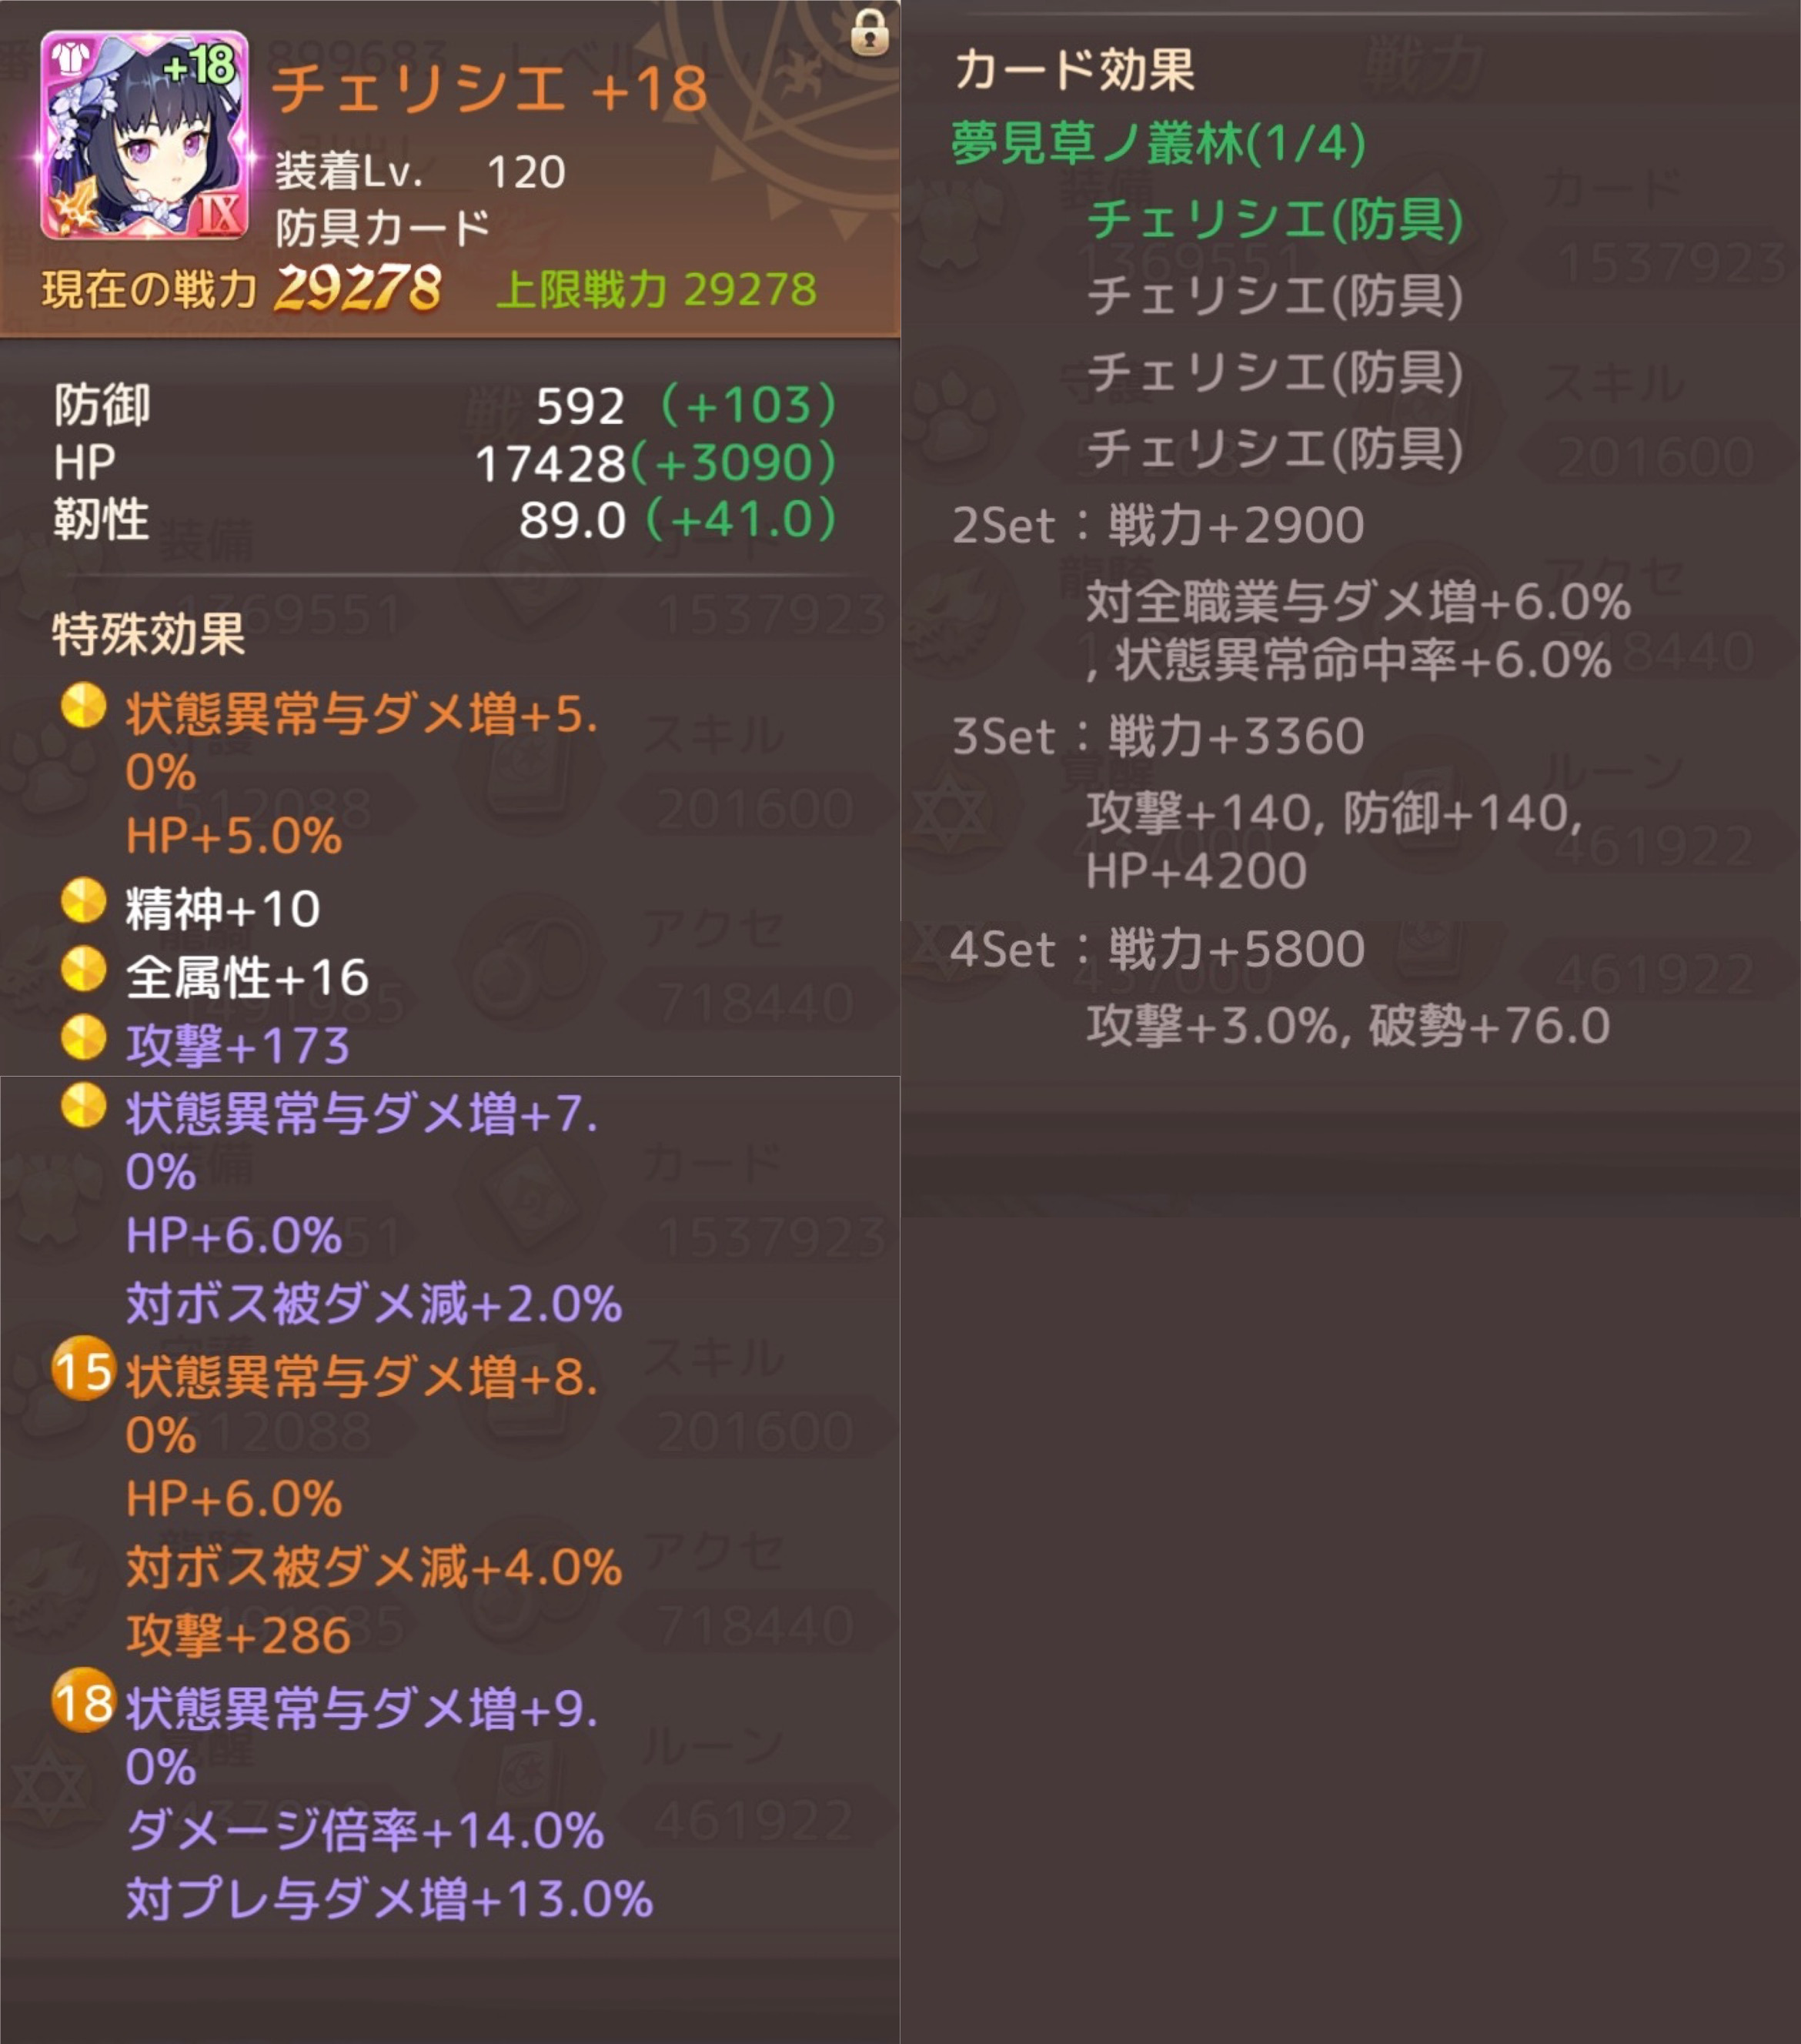 +18
チェリシエ +18
装着Lv. 120
防具カード
IX
現在の戦力 29278 上限戦力 29278
防御 592 (+103)
HP 17428(+3090)
靭性 89.0 (+41.0)
特殊効果
状態異常与ダメ増+5.
0%
HP+5.0%
精神+10
全属性+16
攻撃+173
状態異常与ダメ増+7.
0%
HP+6.0%
対ボス被ダメ減+2.0%
15 状態異常与ダメ増+8.
0%
HP+6.0%
対ボス被ダメ減+4.0%
攻撃+286
18 状態異常与ダメ増+9.
0%
ダメージ倍率+14.0%
対プレ与ダメ増+13.0%
カード効果
夢見草ノ叢林(1/4)
チェリシエ(防具)
チェリシエ(防具)
チェリシエ(防具)
チェリシエ(防具)
2Set：戦力+2900
対全職業与ダメ増+6.0%
, 状態異常命中率+6.0%
3Set：戦力+3360
攻撃+140, 防御+140,
HP+4200
4Set：戦力+5800
攻撃+3.0%, 破勢+76.0